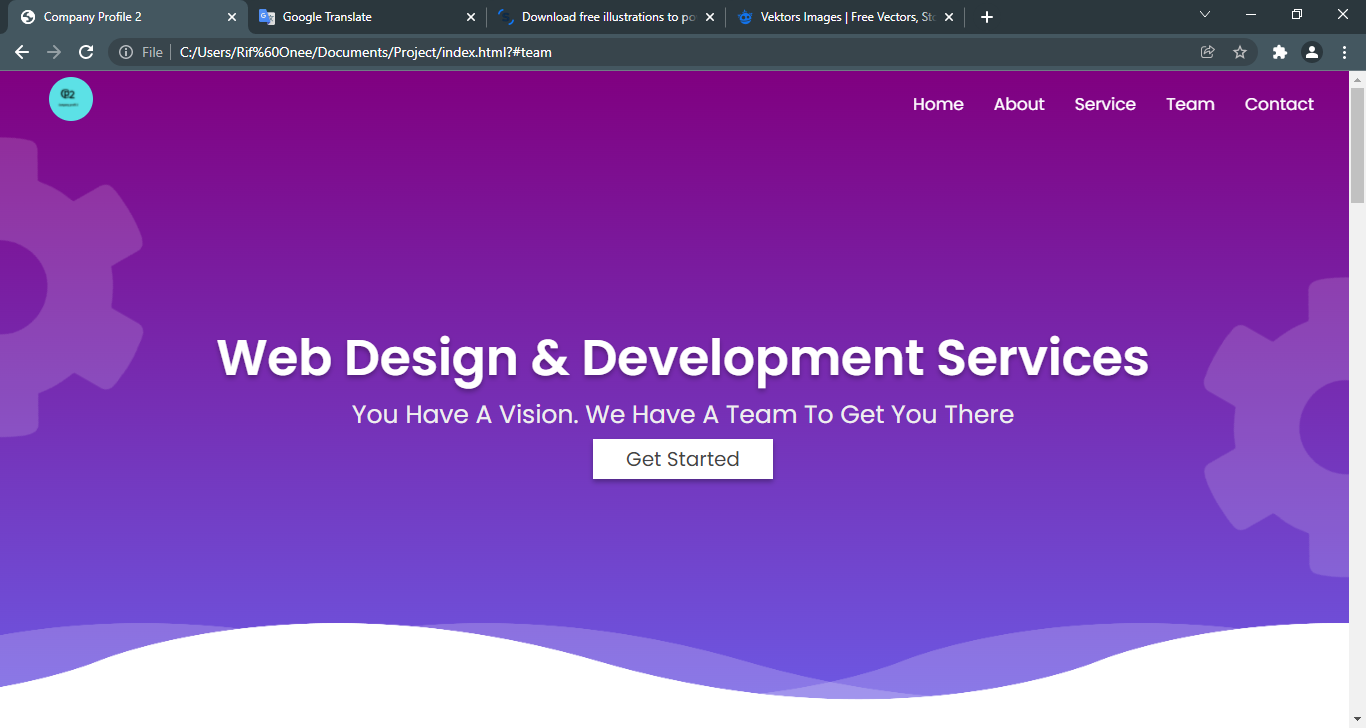 Company Profile 2
Google Translate
Download free illustrations to po
Vektors Images | Free Vectors, Sto
File
C:/Users/Rif%60Onee/Documents/Project/index.html?#team
Home
About
Service
Team
Contact
Web Design & Development Services
You Have A Vision. We Have A Team To Get You There
Get Started